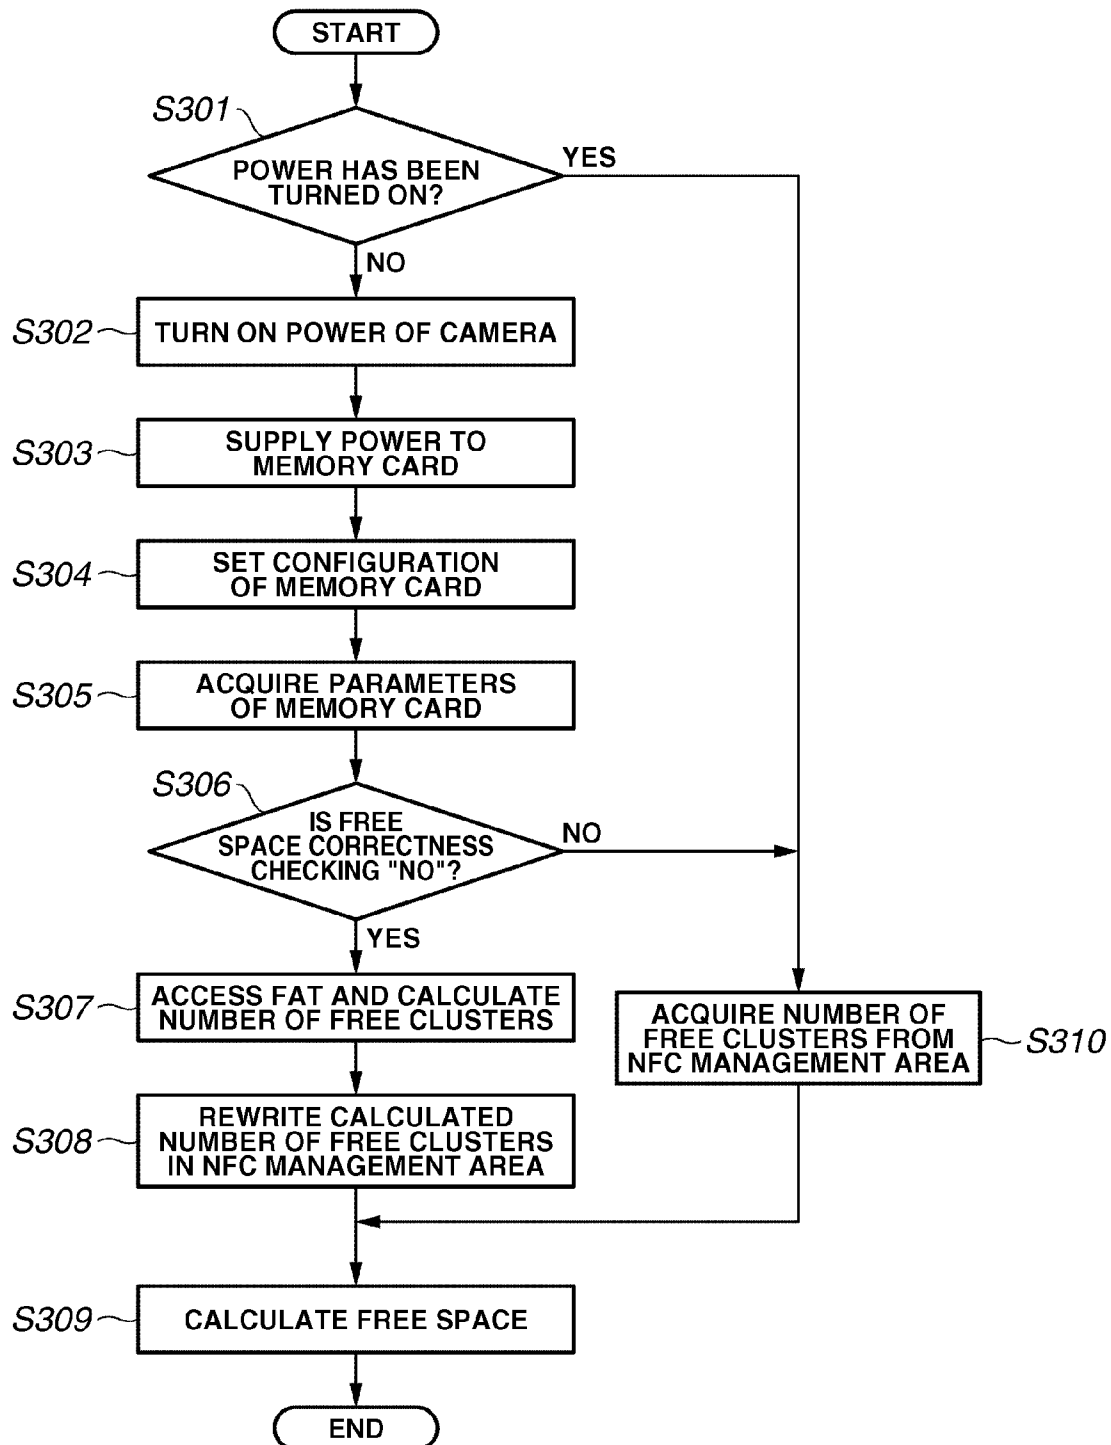 START
S301
POWER HAS BEEN
TURNED ON?
YES
NO
S302
TURN ON POWER OF CAMERA
S303
SUPPLY POWER TO
MEMORY CARD
S304
SET CONFIGURATION
OF MEMORY CARD
S305
ACQUIRE PARAMETERS
OF MEMORY CARD
S306
IS FREE
SPACE CORRECTNESS
CHECKING "NO"?
NO
YES
S307
ACCESS FAT AND CALCULATE
NUMBER OF FREE CLUSTERS
ACQUIRE NUMBER OF
FREE CLUSTERS FROM
NFC MANAGEMENT AREA
S310
S308
REWRITE CALCULATED
NUMBER OF FREE CLUSTERS
IN NFC MANAGEMENT AREA
S309
CALCULATE FREE SPACE
END